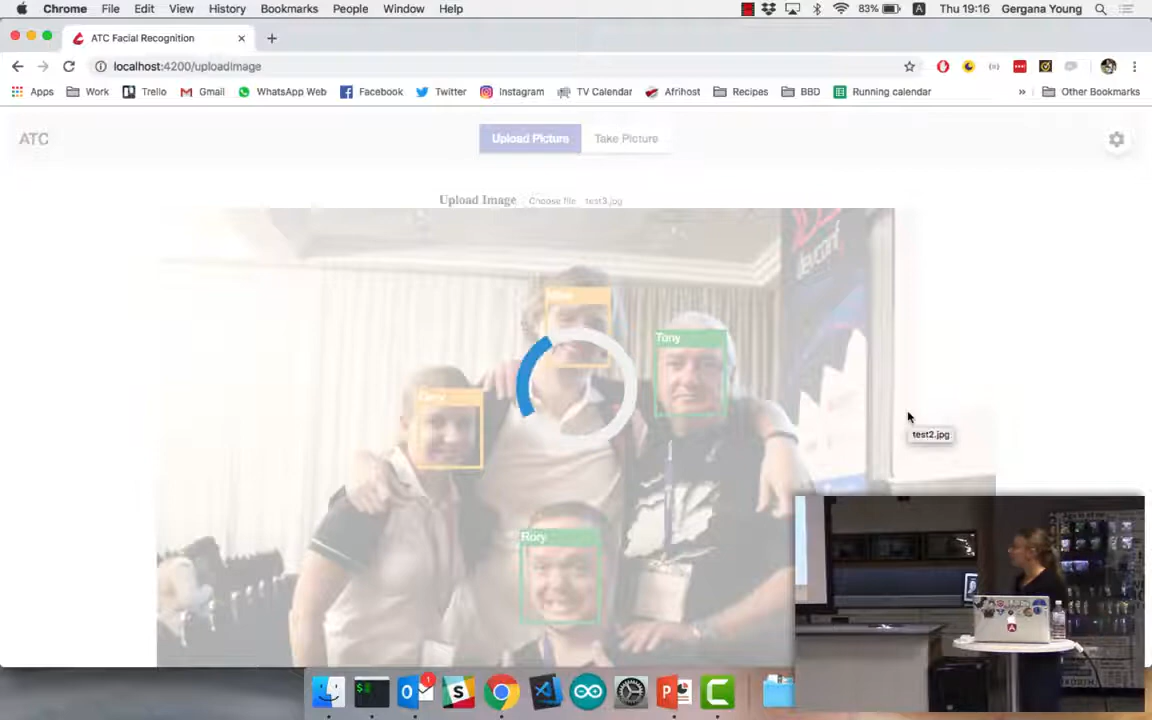 Chrome File Edit View History Bookmarks People Window Help 83% A Thu 19:16 Gergana Young
ATC Facial Recognition
localhost:4200/uploadImage
Apps Work Trello Gmail WhatsApp Web Facebook Twitter Instagram TV Calendar Afrihost Recipes BBD Running calendar » Other Bookmarks
ATC Upload Picture Take Picture
Upload Image Choose file test3.jpg
devconf
Tony
test2.jpg
Rory
1